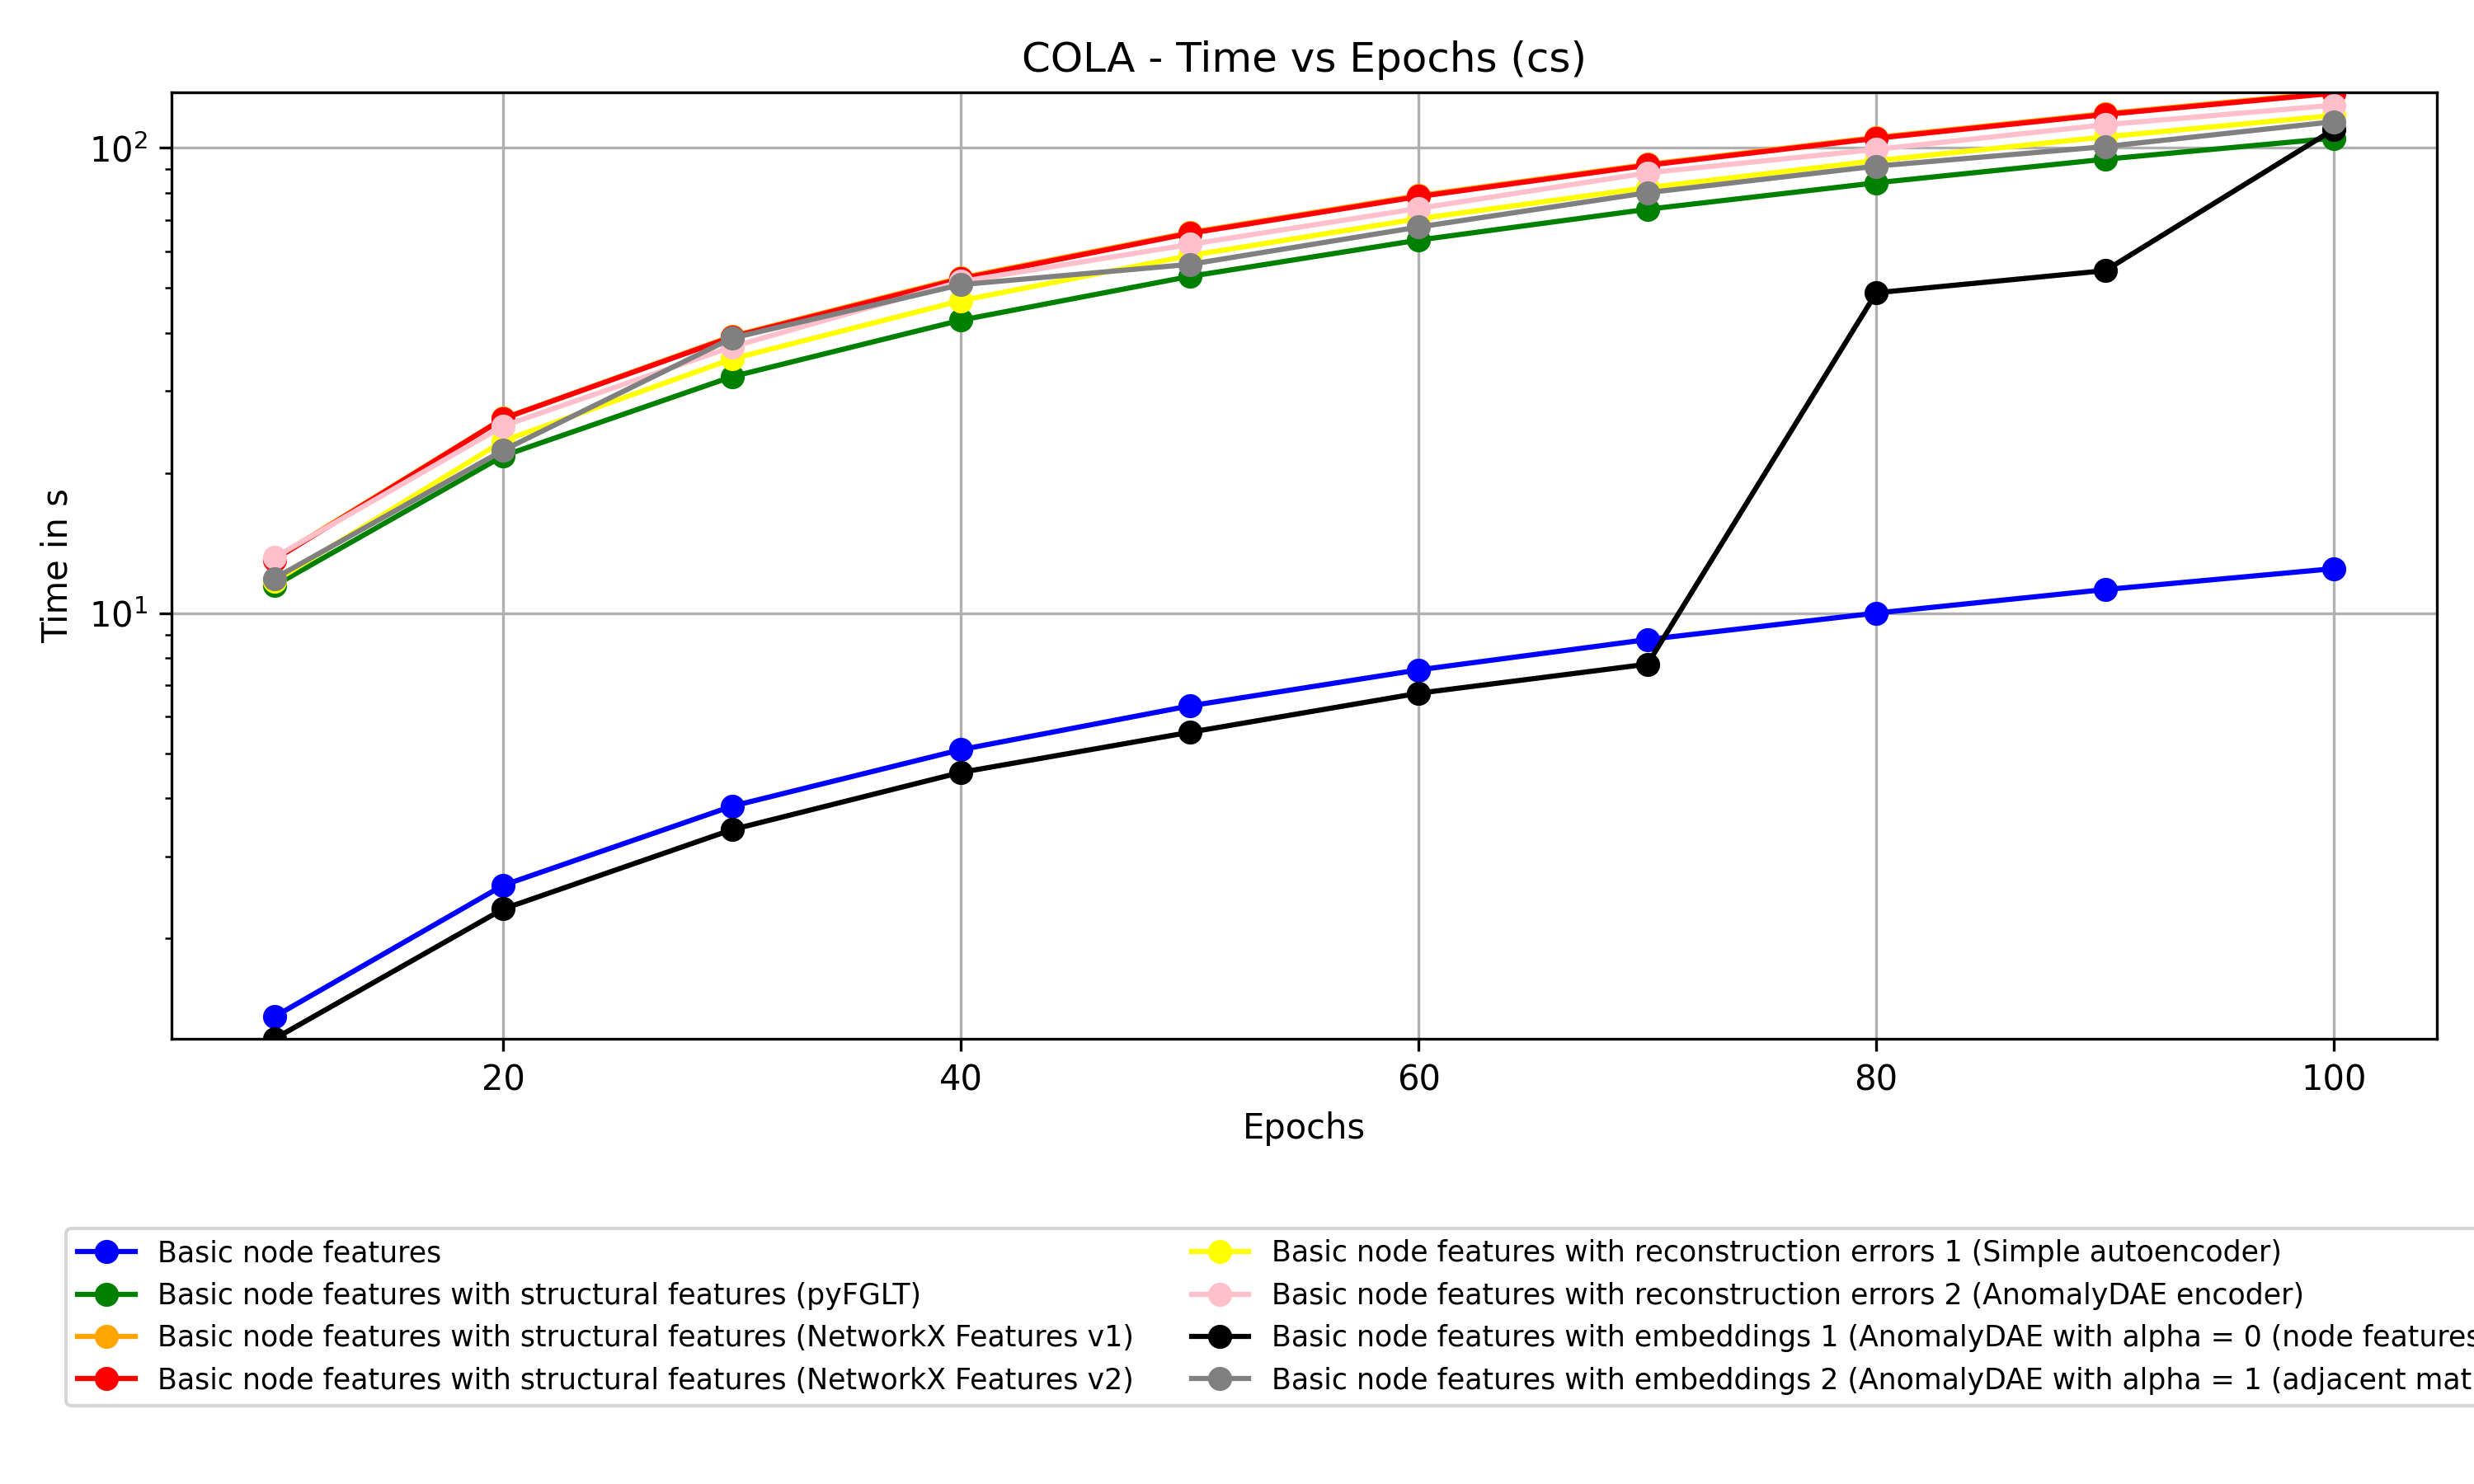 COLA - Time vs Epochs (cs)
10²
10¹
Time in s
20 40 60 80 100
Epochs
Basic node features
Basic node features with structural features (pyFGLT)
Basic node features with structural features (NetworkX Features v1)
Basic node features with structural features (NetworkX Features v2)
Basic node features with reconstruction errors 1 (Simple autoencoder)
Basic node features with reconstruction errors 2 (AnomalyDAE encoder)
Basic node features with embeddings 1 (AnomalyDAE with alpha = 0 (node features
Basic node features with embeddings 2 (AnomalyDAE with alpha = 1 (adjacent mat